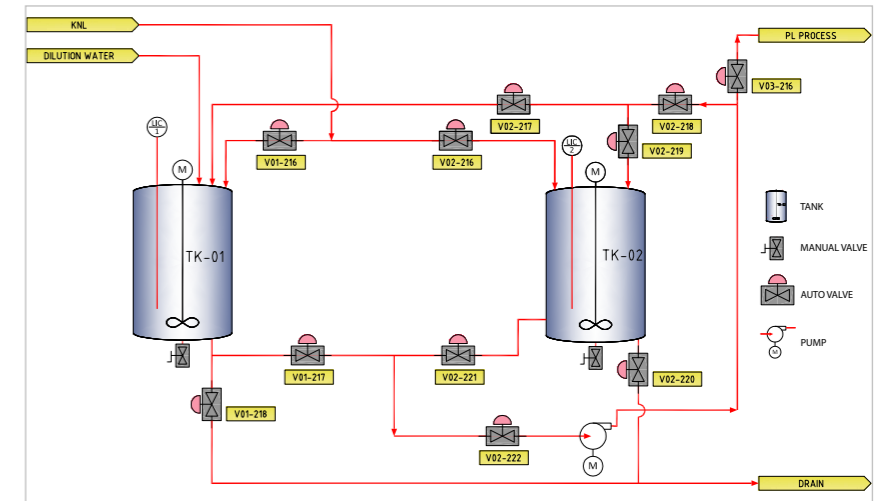 KNL
PL PROCESS
DILUTION WATER
V03-216
V02-217
V02-218
LIC
1
V01-216
V02-216
LIC
2
V02-219
M
M
TANK
TK-01
TK-02
MANUAL VALVE
AUTO VALVE
PUMP
M
V01-217
V02-221
V02-220
V01-218
V02-222
M
DRAIN